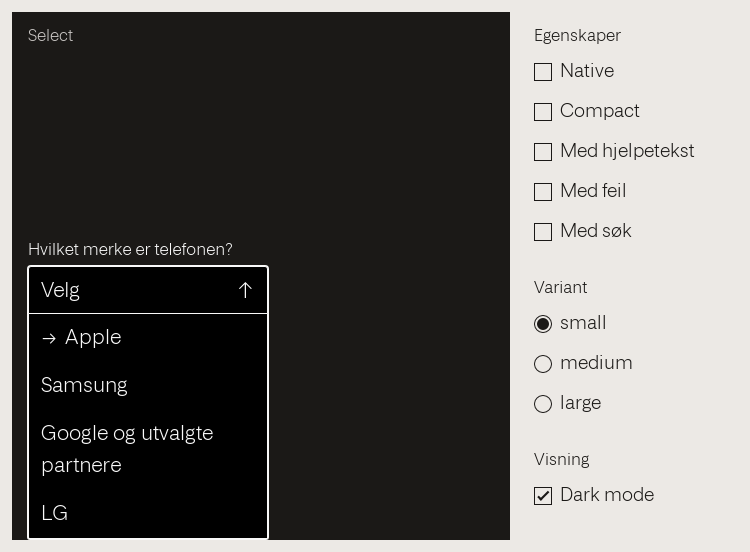 Select
Hvilket merke er telefonen?
Velg
Apple
Samsung
Google og utvalgte
partnere
LG
Egenskaper
Native
Compact
Med hjelpetekst
Med feil
Med søk
Variant
small
medium
large
Visning
Dark mode